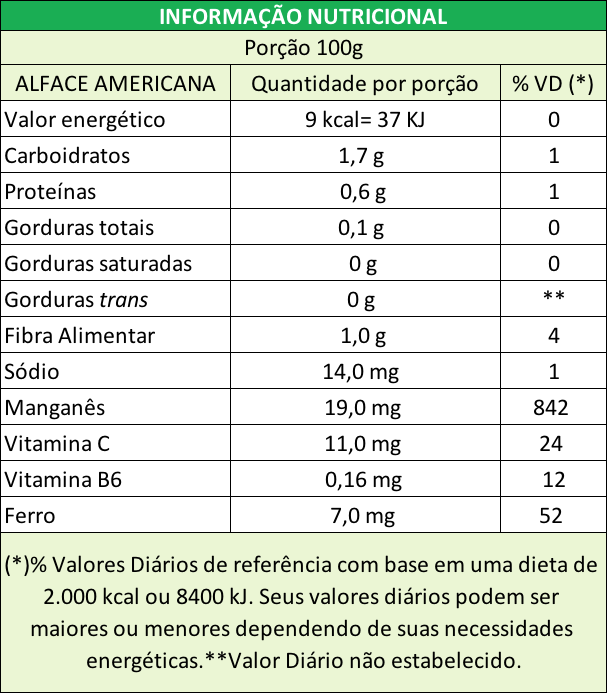 INFORMAÇÃO NUTRICIONAL
Porção 100g
ALFACE AMERICANA Quantidade por porção % VD (*)
Valor energético 9 kcal= 37 KJ 0
Carboidratos 1,7 g 1
Proteínas 0,6 g 1
Gorduras totais 0,1 g 0
Gorduras saturadas 0 g 0
Gorduras trans 0 g **
Fibra Alimentar 1,0 g 4
Sódio 14,0 mg 1
Manganês 19,0 mg 842
Vitamina C 11,0 mg 24
Vitamina B6 0,16 mg 12
Ferro 7,0 mg 52
(*)% Valores Diários de referência com base em uma dieta de
2.000 kcal ou 8400 kJ. Seus valores diários podem ser
maiores ou menores dependendo de suas necessidades
energéticas.**Valor Diário não estabelecido.